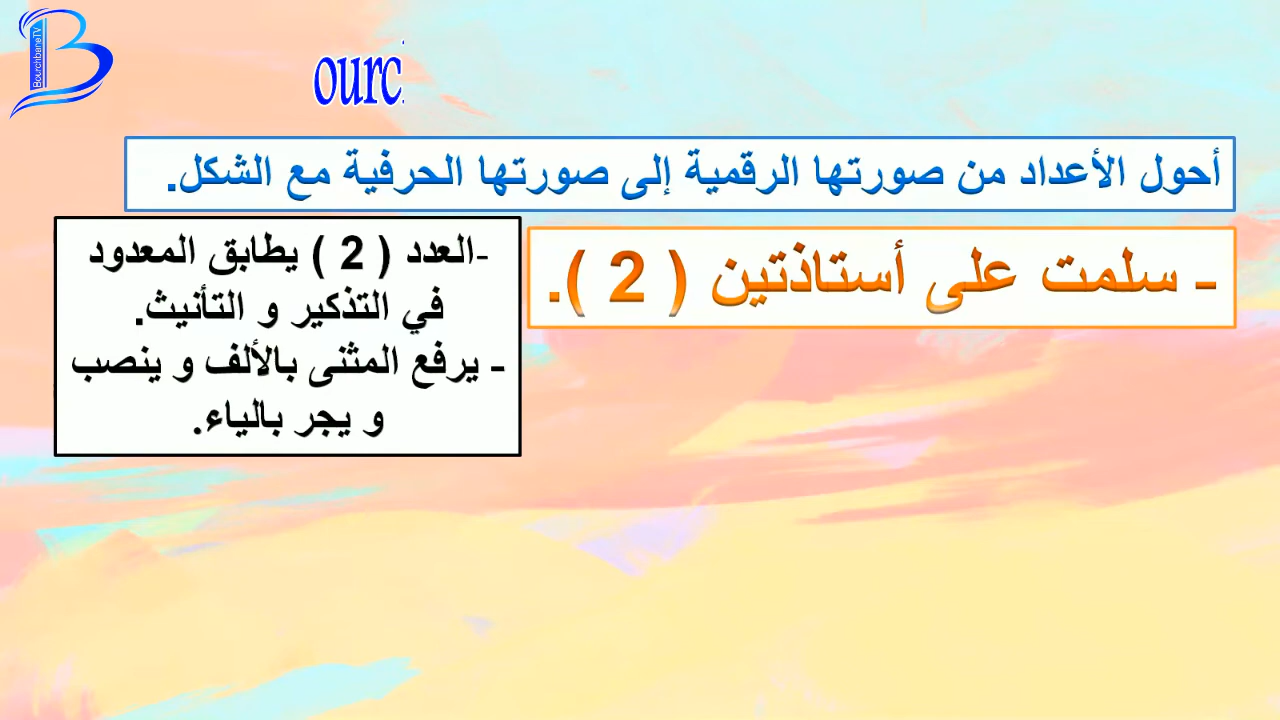 BourchbaneTV
B
ourc
أحول الأعداد من صورتها الرقمية إلى صورتها الحرفية مع الشكل.
- سلمت على أستاذتين ( 2 ).
-العدد ( 2 ) يطابق المعدود
في التذكير و التأنيث.
- يرفع المثنى بالألف و ينصب
و يجر بالياء.